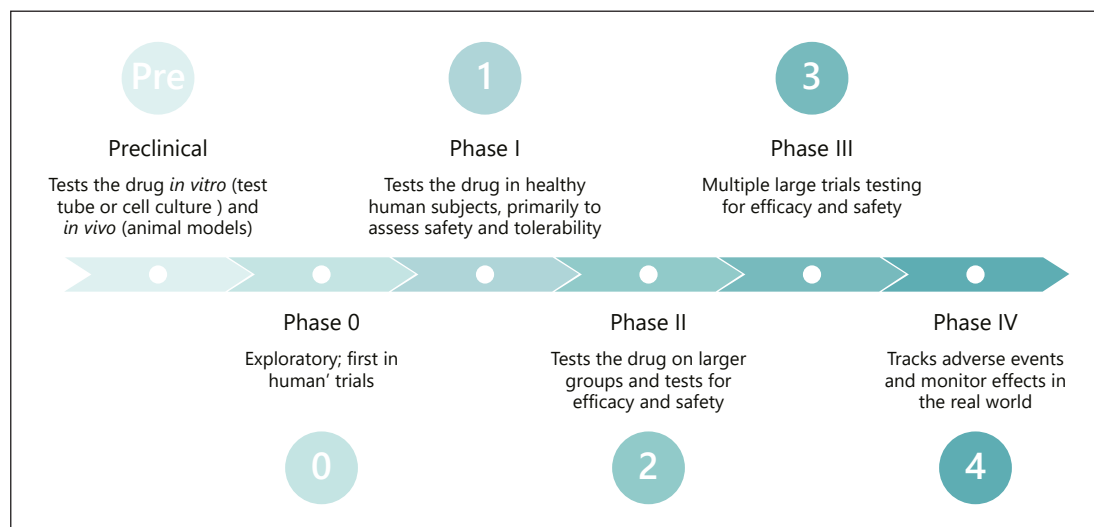 Pre
Preclinical
Tests the drug in vitro (test
tube or cell culture ) and
in vivo (animal models)
1
Phase I
Tests the drug in healthy
human subjects, primarily to
assess safety and tolerability
3
Phase III
Multiple large trials testing
for efficacy and safety
Phase 0
Exploratory; first in
human’ trials
0
Phase II
Tests the drug on larger
groups and tests for
efficacy and safety
2
Phase IV
Tracks adverse events
and monitor effects in
the real world
4